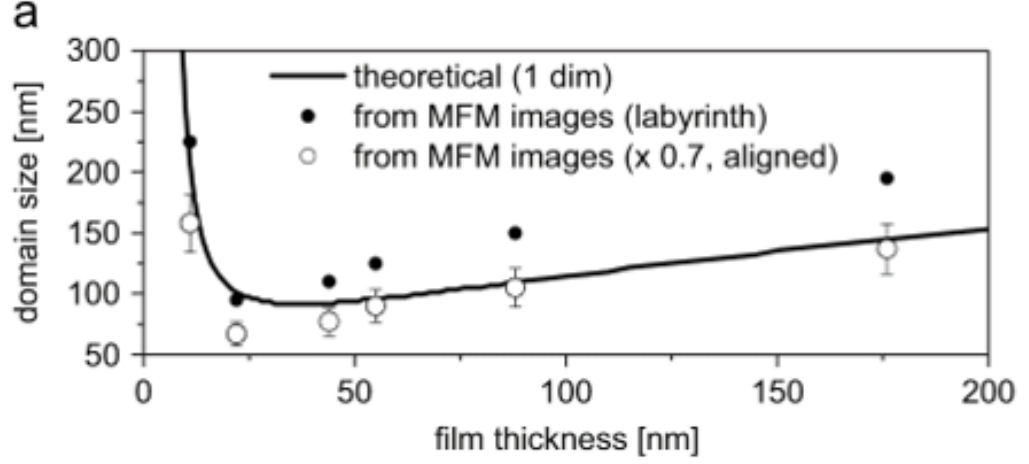 a
300
theoretical (1 dim)
250
from MFM images (labyrinth)
200
from MFM images (x 0.7, aligned)
150
100
50
domain size [nm]
0 50 100 150 200
film thickness [nm]